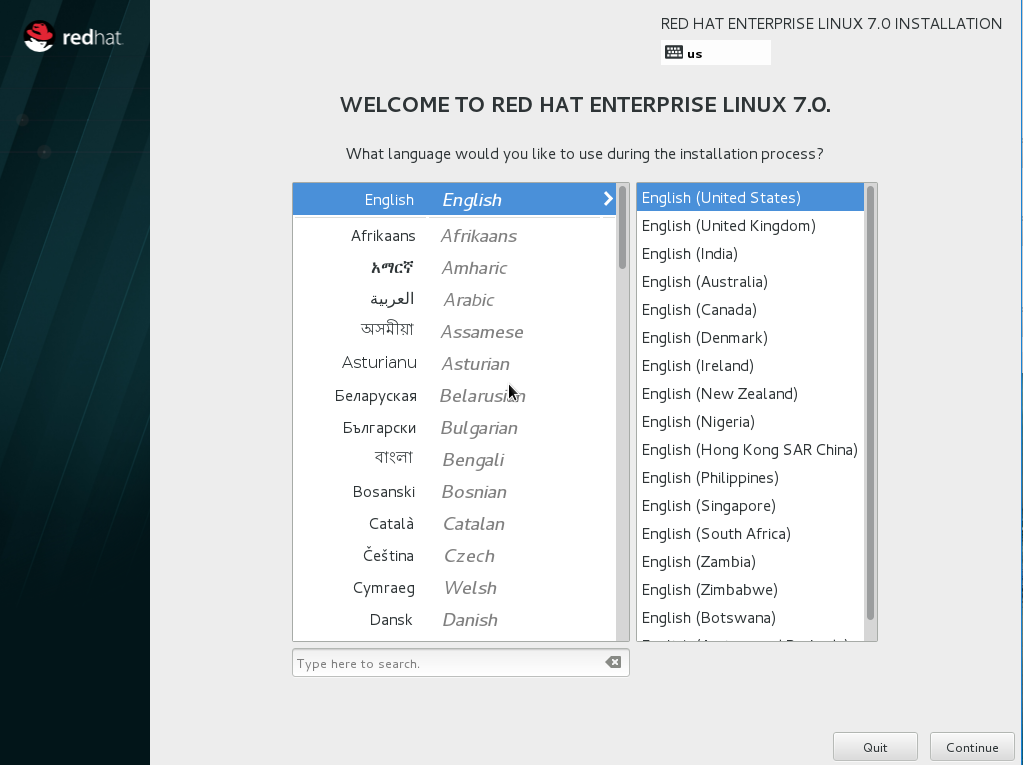 redhat.
RED HAT ENTERPRISE LINUX 7.0 INSTALLATION
us
WELCOME TO RED HAT ENTERPRISE LINUX 7.0.
What language would you like to use during the installation process?
English English
Afrikaans Afrikaans
አማርኛ Amharic
العربية Arabic
অসমীয়া Assamese
Asturianu Asturian
Беларуская Belarusian
Български Bulgarian
বাংলা Bengali
Bosanski Bosnian
Català Catalan
Čeština Czech
Cymraeg Welsh
Dansk Danish
English (United States)
English (United Kingdom)
English (India)
English (Australia)
English (Canada)
English (Denmark)
English (Ireland)
English (New Zealand)
English (Nigeria)
English (Hong Kong SAR China)
English (Philippines)
English (Singapore)
English (South Africa)
English (Zambia)
English (Zimbabwe)
English (Botswana)
Type here to search.
Quit Continue